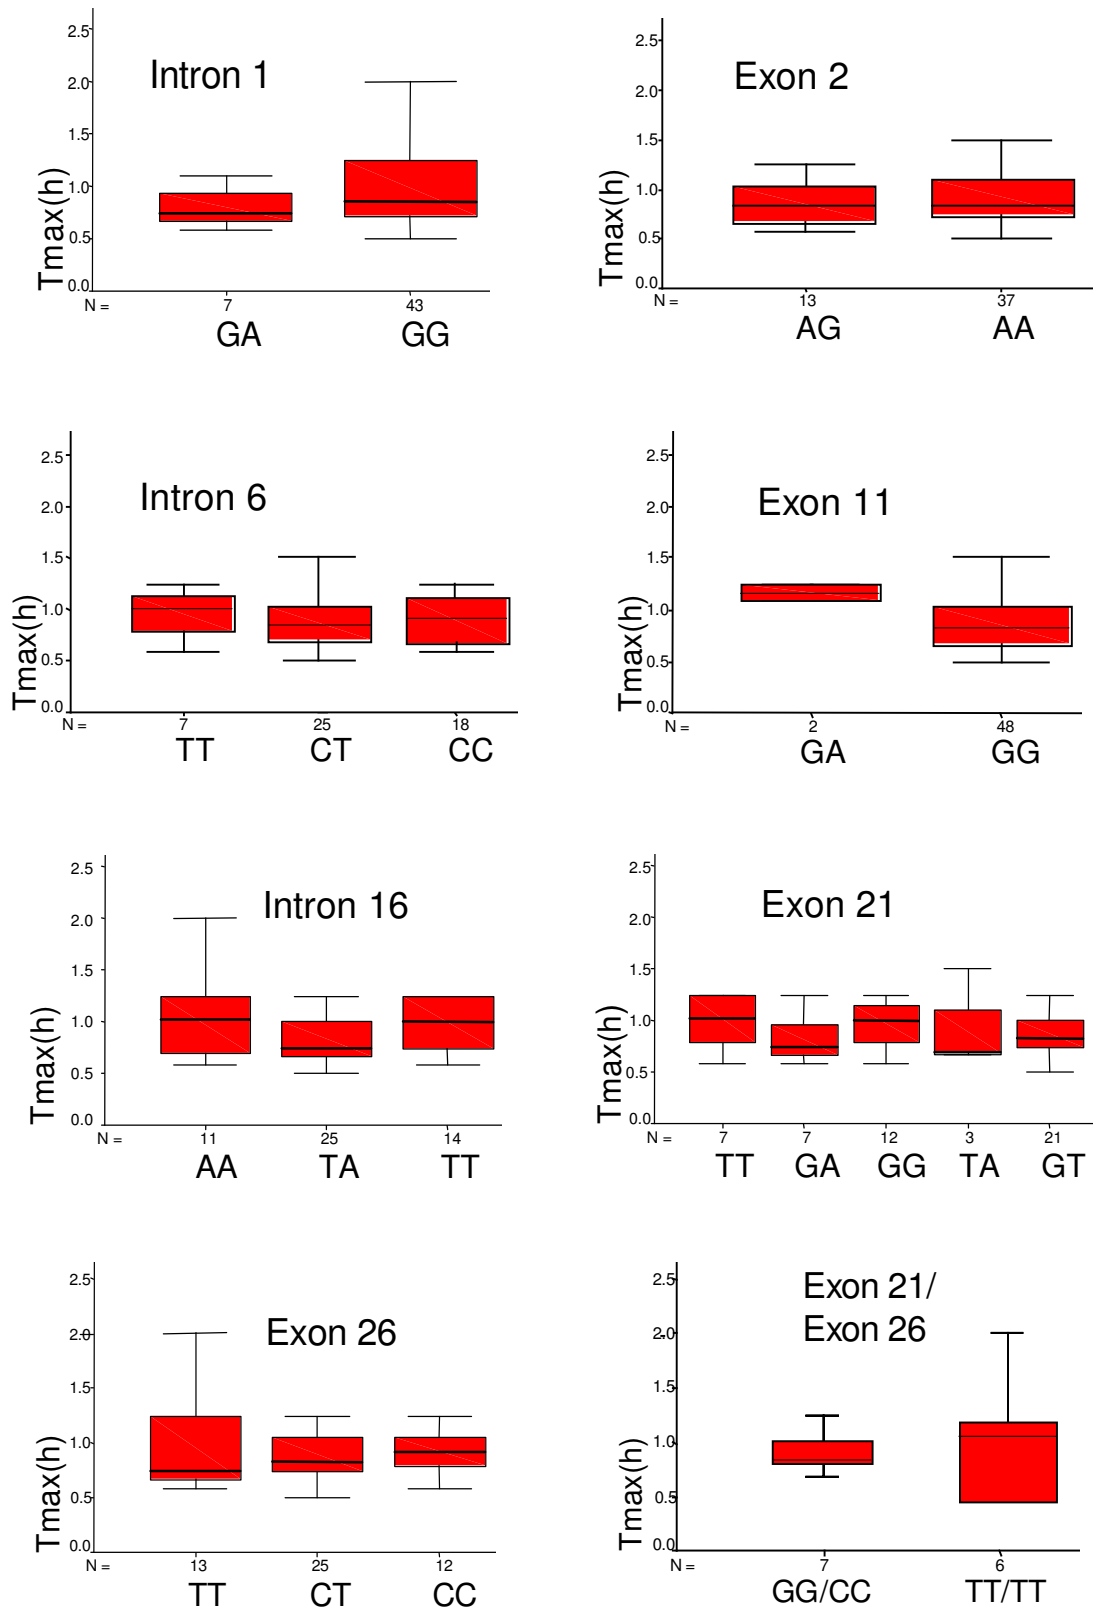 Intron 1
Tmax(h)
2.5
2.0
1.5
1.0
0.5
0.0
N =
7
43
GA
GG
Exon 2
Tmax(h)
2.5
2.0
1.5
1.0
0.5
0.0
N =
13
37
AG
AA
Intron 6
Tmax(h)
2.5
2.0
1.5
1.0
0.5
0.0
N =
7
25
18
TT
CT
CC
Exon 11
Tmax(h)
2.5
2.0
1.5
1.0
0.5
0.0
N =
2
48
GA
GG
Intron 16
Tmax(h)
2.5
2.0
1.5
1.0
0.5
0.0
N =
11
25
14
AA
TA
TT
Exon 21
Tmax(h)
2.5
2.0
1.5
1.0
0.5
0.0
N =
7
7
12
3
21
TT
GA
GG
TA
GT
Exon 26
Tmax(h)
2.5
2.0
1.5
1.0
0.5
0.0
N =
13
25
12
TT
CT
CC
Exon 21/
Exon 26
Tmax(h)
2.5
2.0
1.5
1.0
0.5
0.0
N =
7
6
GG/CC
TT/TT